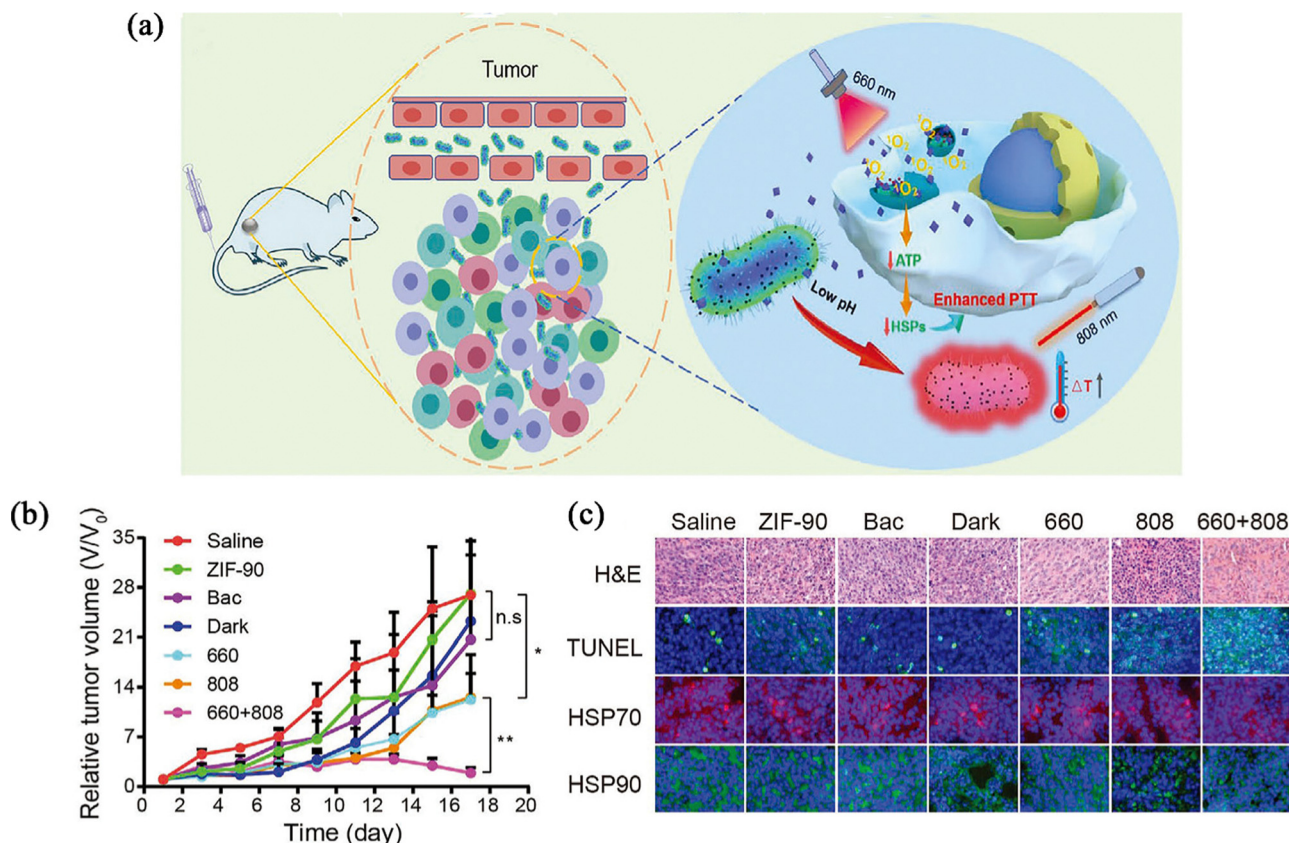 (a)
Tumor
660 nm
¹O₂
¹O₂
¹O₂
¹O₂
¹O₂
¹O₂
ATP
Low pH
Enhanced PTT
HSPs
808 nm
△T
(b)
Relative tumor volume (V/V₀)
35
28
21
14
7
0
Saline
ZIF-90
Bac
Dark
660
808
660+808
n.s
*
**
0 2 4 6 8 10 12 14 16 18 20
Time (day)
(c)
Saline ZIF-90 Bac Dark 660 808 660+808
H&E
TUNEL
HSP70
HSP90